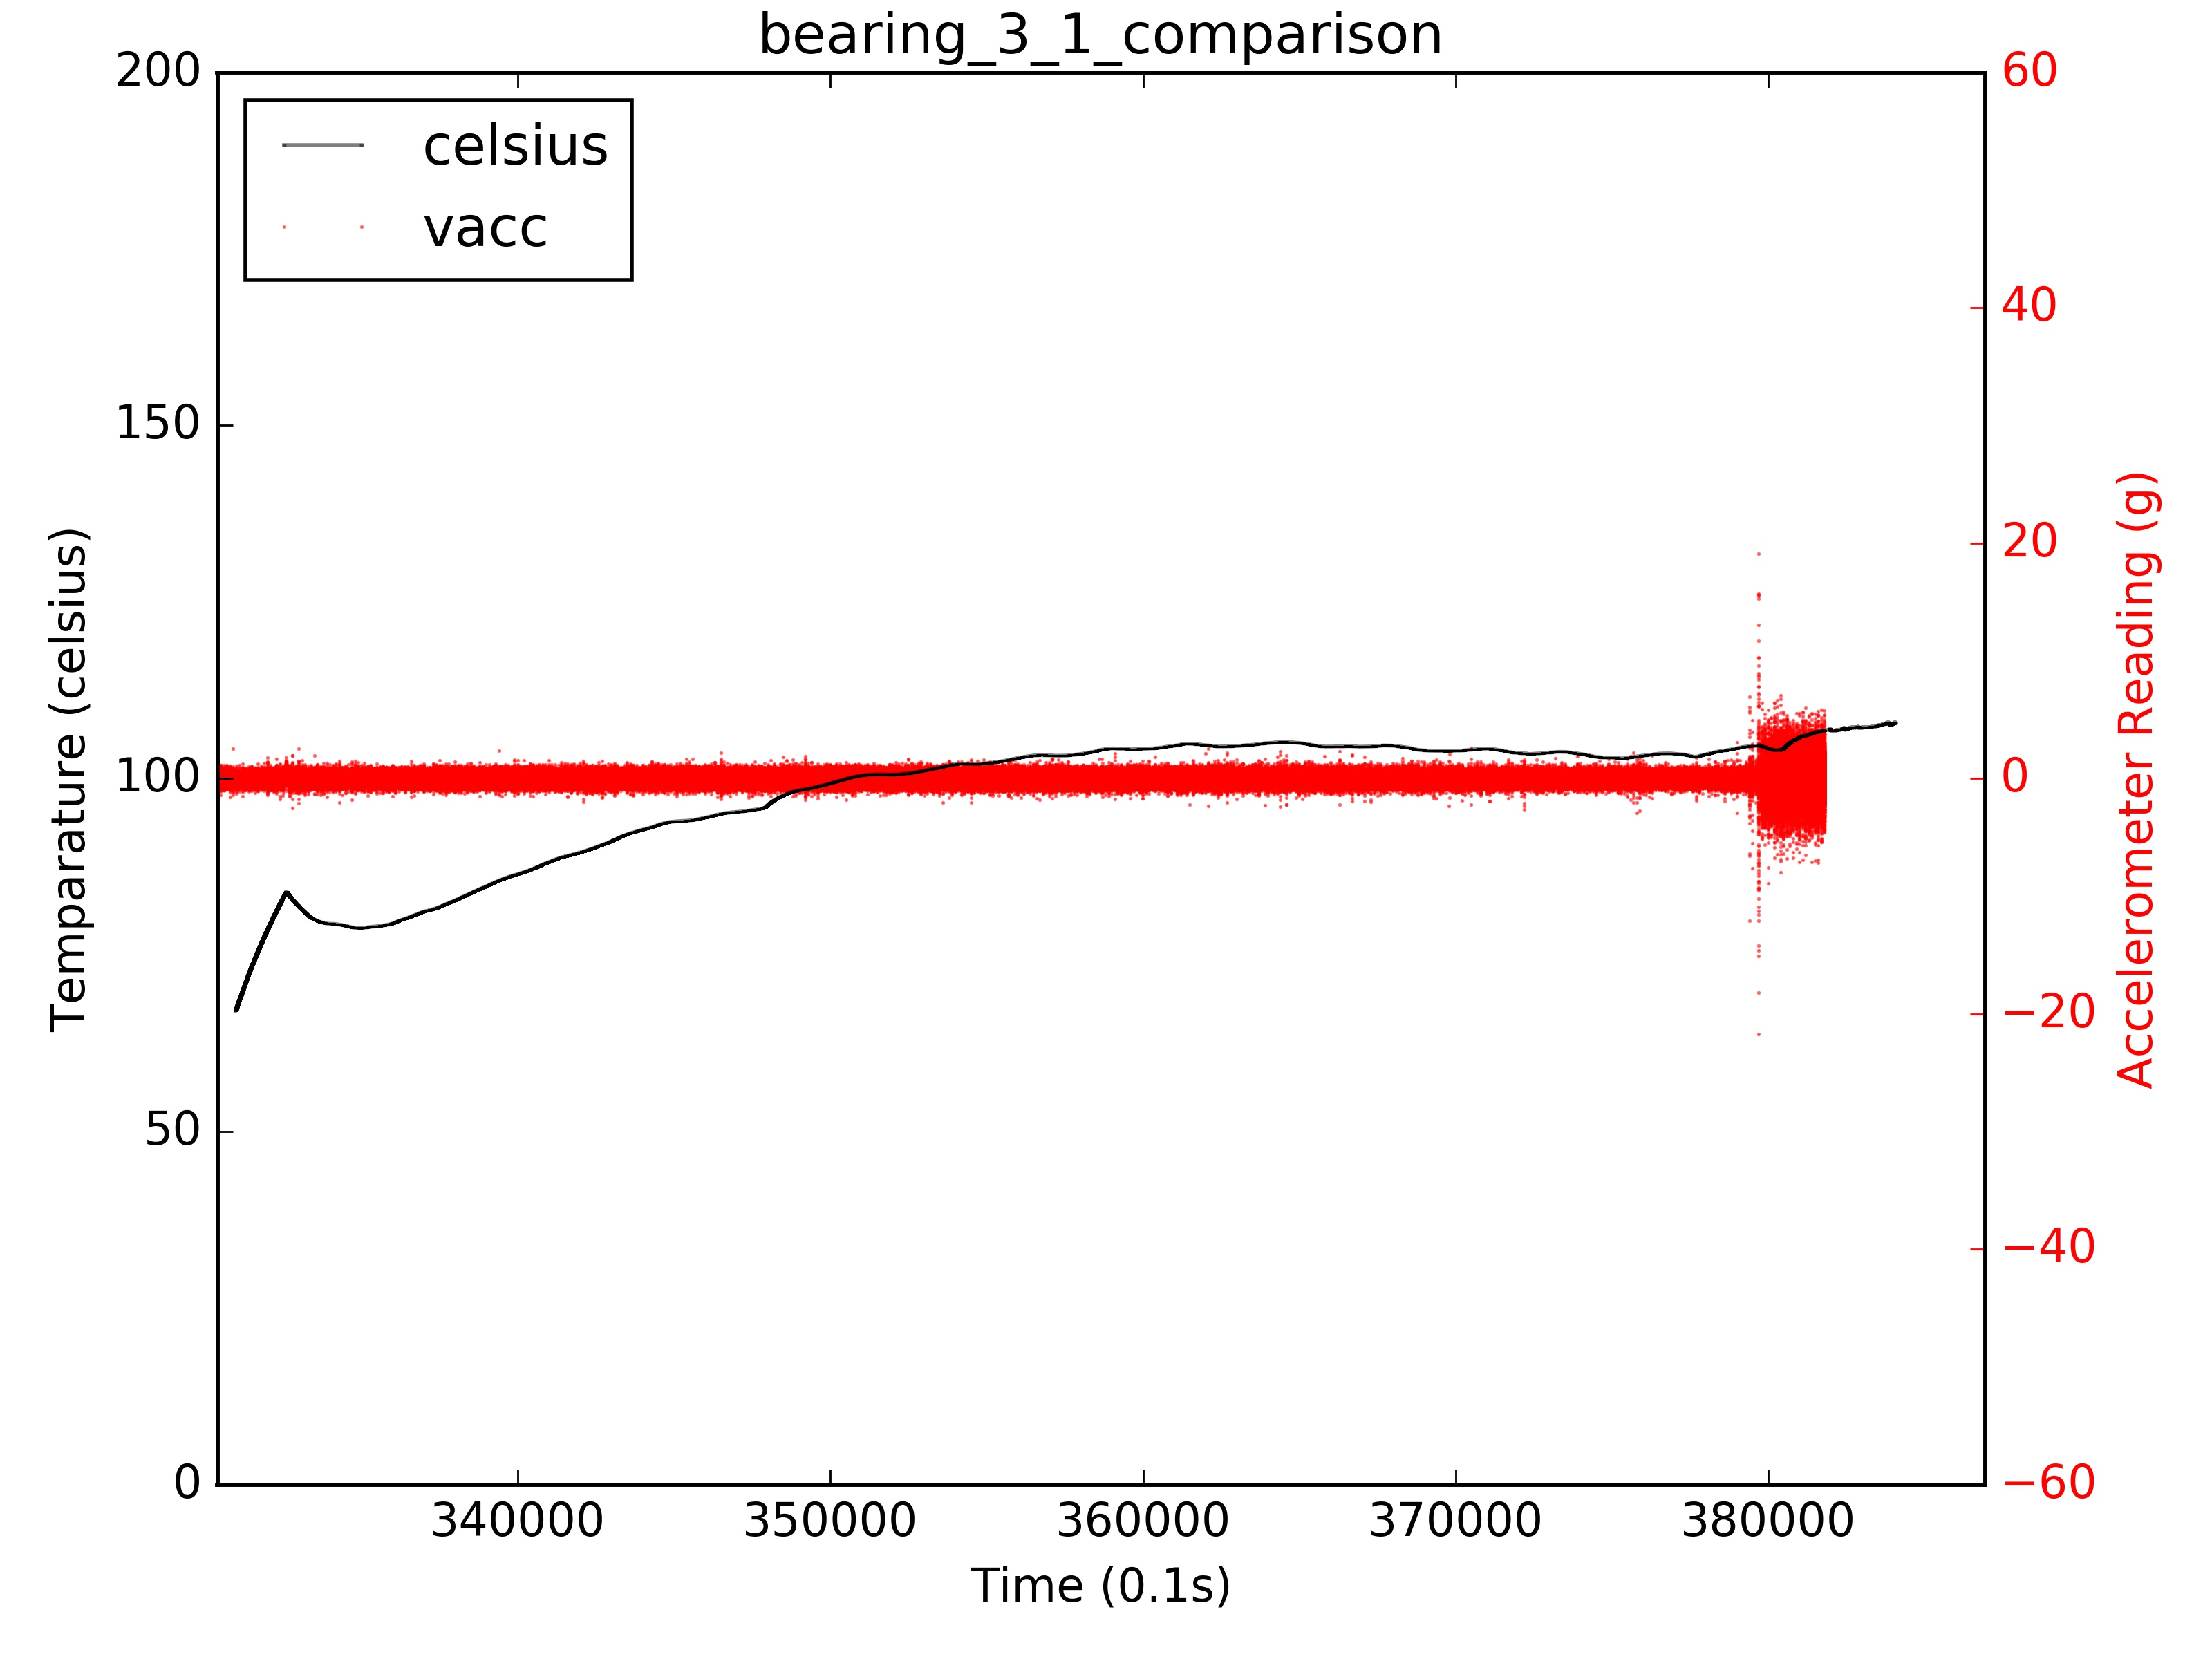 bearing_3_1_comparison
200
150
100
50
0
60
40
20
0
−20
−40
−60
celsius
vacc
Temparature (celsius)
Accelerometer Reading (g)
340000 350000 360000 370000 380000
Time (0.1s)